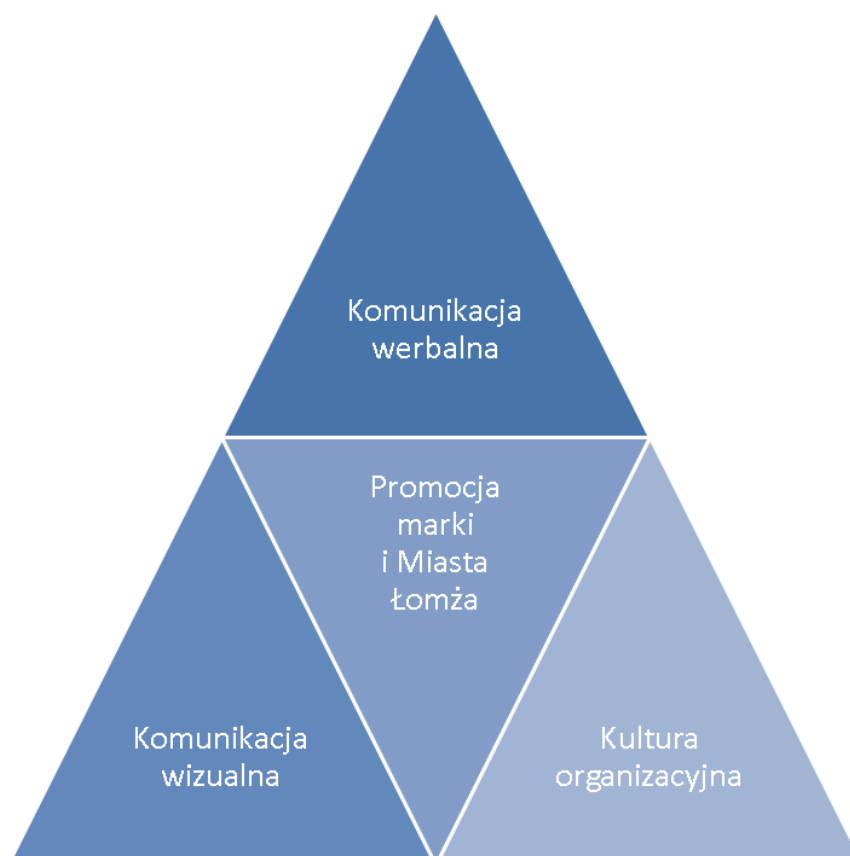 Komunikacja
werbalna
Promocja
marki
i Miasta
Łomża
Komunikacja
wizualna
Kultura
organizacyjna